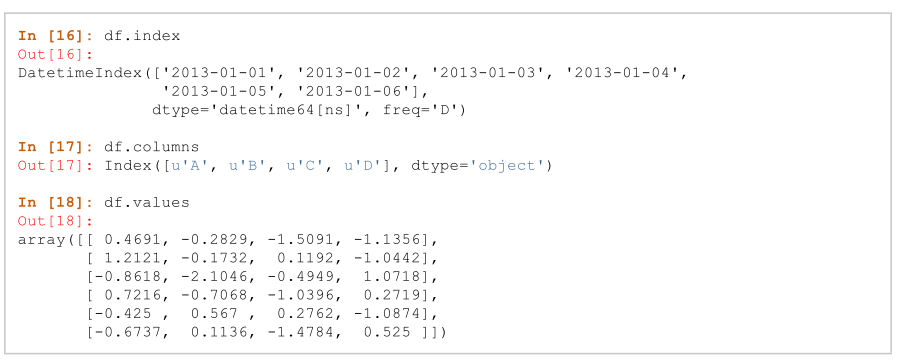 In [16]: df.index
Out[16]:
DatetimeIndex(['2013-01-01', '2013-01-02', '2013-01-03', '2013-01-04',
               '2013-01-05', '2013-01-06'],
              dtype='datetime64[ns]', freq='D')
In [17]: df.columns
Out[17]: Index([u'A', u'B', u'C', u'D'], dtype='object')
In [18]: df.values
Out[18]:
array([[ 0.4691, -0.2829, -1.5091, -1.1356],
       [ 1.2121, -0.1732,  0.1192, -1.0442],
       [-0.8618, -2.1046, -0.4949,  1.0718],
       [ 0.7216, -0.7068, -1.0396,  0.2719],
       [-0.425 ,  0.567 ,  0.2762, -1.0874],
       [-0.6737,  0.1136, -1.4784,  0.525 ]])